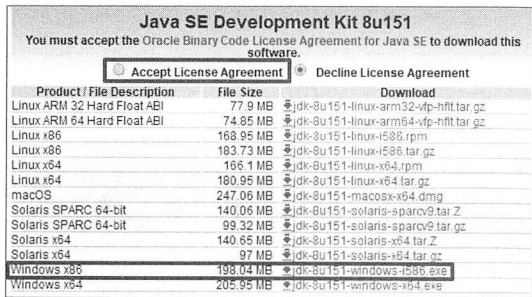 Java SE Development Kit 8u151
You must accept the Oracle Binary Code License Agreement for Java SE to download this
software.
Accept License Agreement Decline License Agreement
Product / File Description File Size Download
Linux ARM 32 Hard Float ABI 77.9 MB jdk-8u151-linux-arm32-vfp-hflt.tar.gz
Linux ARM 64 Hard Float ABI 74.85 MB jdk-8u151-linux-arm64-vfp-hflt.tar.gz
Linux x86 168.95 MB jdk-8u151-linux-i586.rpm
Linux x86 183.73 MB jdk-8u151-linux-i586.tar.gz
Linux x64 166.1 MB jdk-8u151-linux-x64.rpm
Linux x64 180.95 MB jdk-8u151-linux-x64.tar.gz
macOS 247.06 MB jdk-8u151-macosx-x64.dmg
Solaris SPARC 64-bit 140.06 MB jdk-8u151-solaris-sparcv9.tar.Z
Solaris SPARC 64-bit 99.32 MB jdk-8u151-solaris-sparcv9.tar.gz
Solaris x64 140.65 MB jdk-8u151-solaris-x64.tar.Z
Solaris x64 97 MB jdk-8u151-solaris-x64.tar.gz
Windows x86 198.04 MB jdk-8u151-windows-i586.exe
Windows x64 205.95 MB jdk-8u151-windows-x64.exe